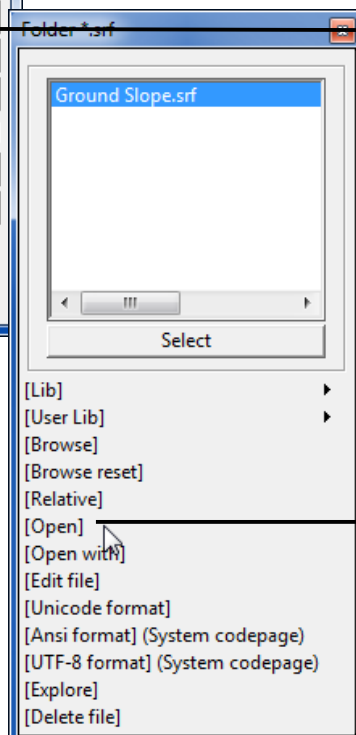 Folder *.srf
Ground Slope.srf
Select
[Lib]
[User Lib]
[Browse]
[Browse reset]
[Relative]
[Open]
[Open with]
[Edit file]
[Unicode format]
[Ansi format] (System codepage)
[UTF-8 format] (System codepage)
[Explore]
[Delete file]